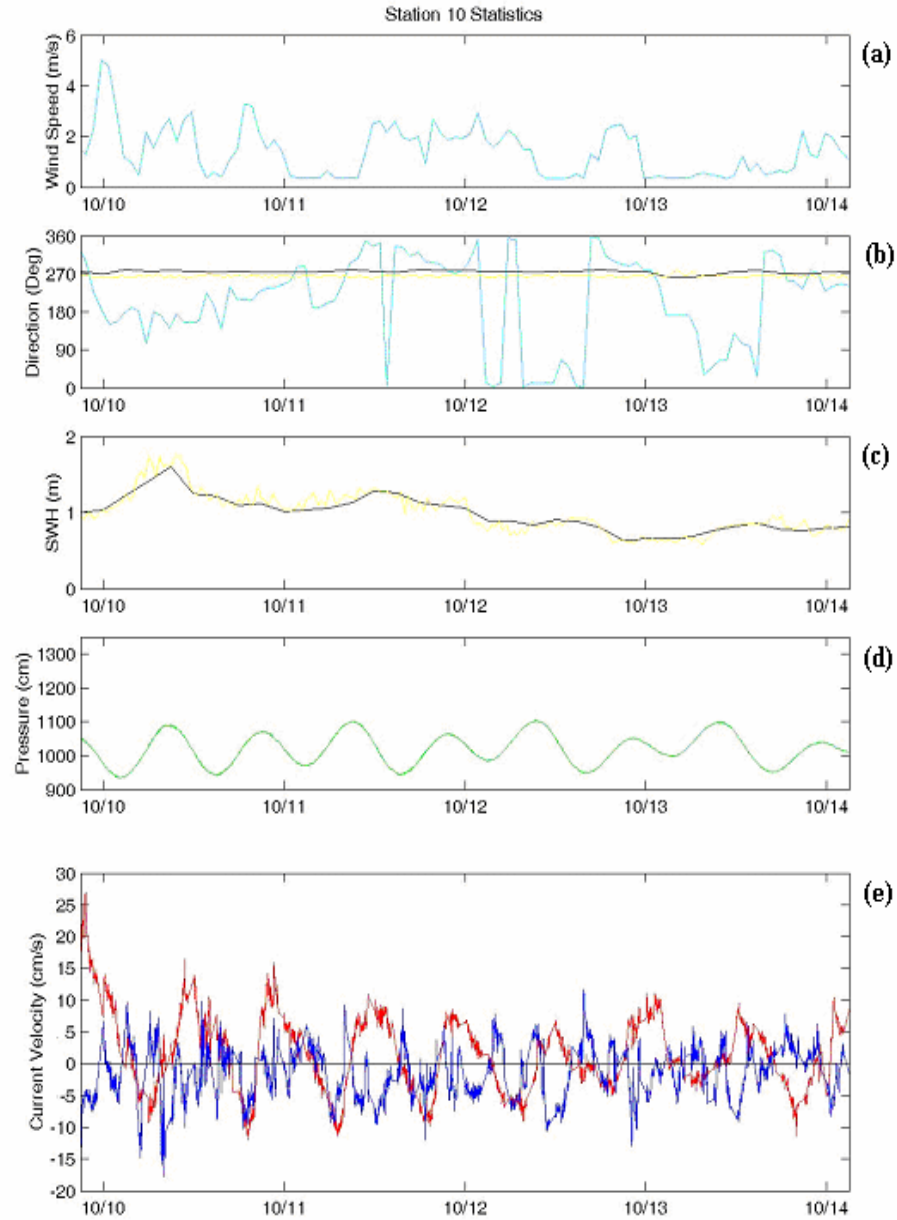 Station 10 Statistics
(a)
Wind Speed (m/s)
6
4
2
0
10/10 10/11 10/12 10/13 10/14
(b)
Direction (Deg)
360
270
180
90
0
10/10 10/11 10/12 10/13 10/14
(c)
SWH (m)
2
1
0
10/10 10/11 10/12 10/13 10/14
(d)
Pressure (cm)
1300
1200
1100
1000
900
10/10 10/11 10/12 10/13 10/14
(e)
Current Velocity (cm/s)
30
25
20
15
10
5
0
-5
-10
-15
-20
10/10 10/11 10/12 10/13 10/14